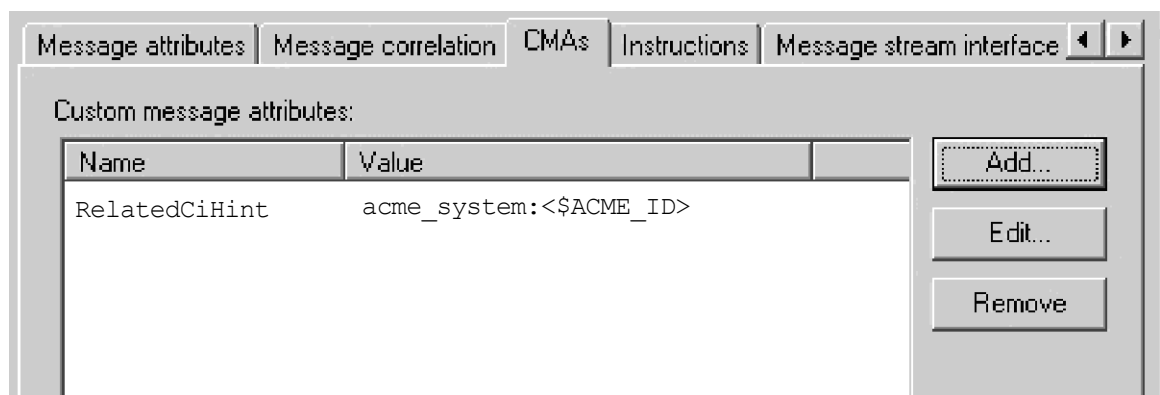 Message attributes Message correlation CMAs Instructions Message stream interface
Custom message attributes:
Name Value
Add...
RelatedCiHint acme_system:<$ACME_ID>
Edit...
Remove